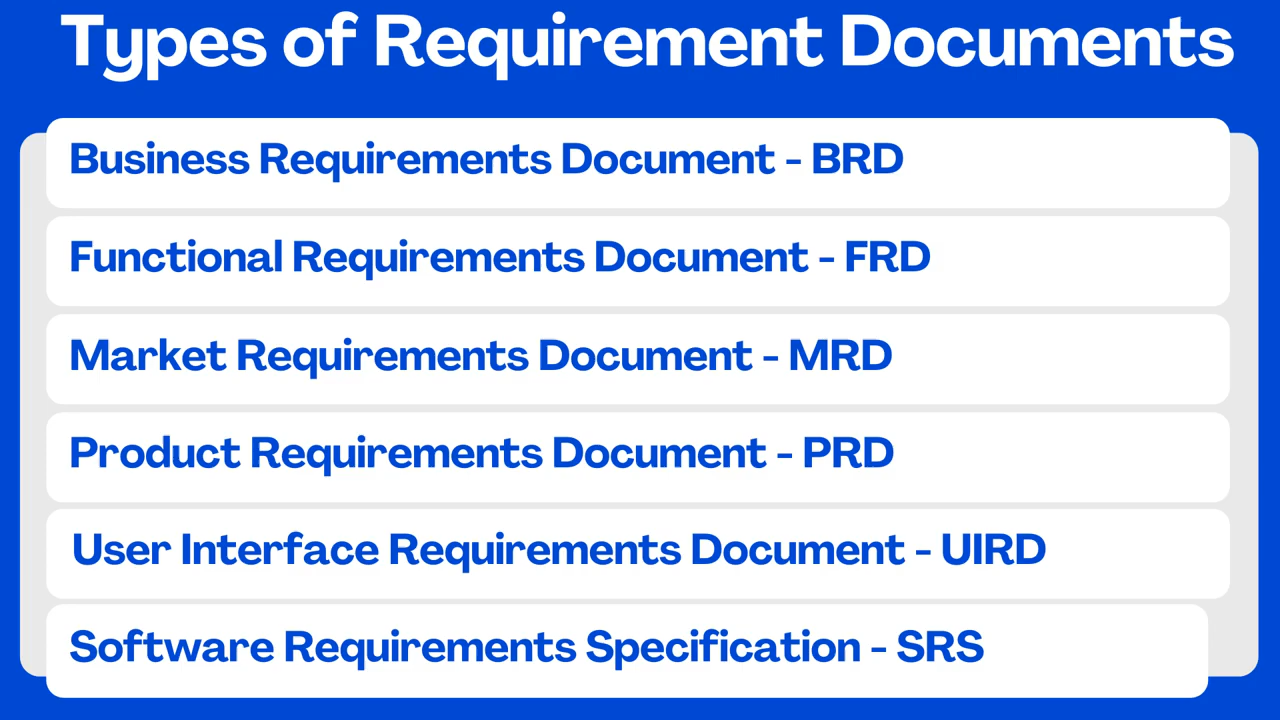 Types of Requirement Documents
Business Requirements Document - BRD
Functional Requirements Document - FRD
Market Requirements Document - MRD
Product Requirements Document - PRD
User Interface Requirements Document - UIRD
Software Requirements Specification - SRS